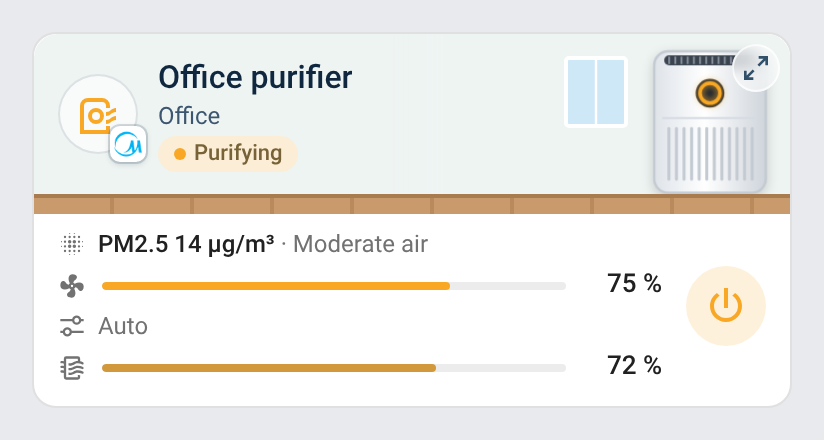 Office purifier
Office
Purifying
PM2.5 14 µg/m³ · Moderate air
75 %
Auto
72 %